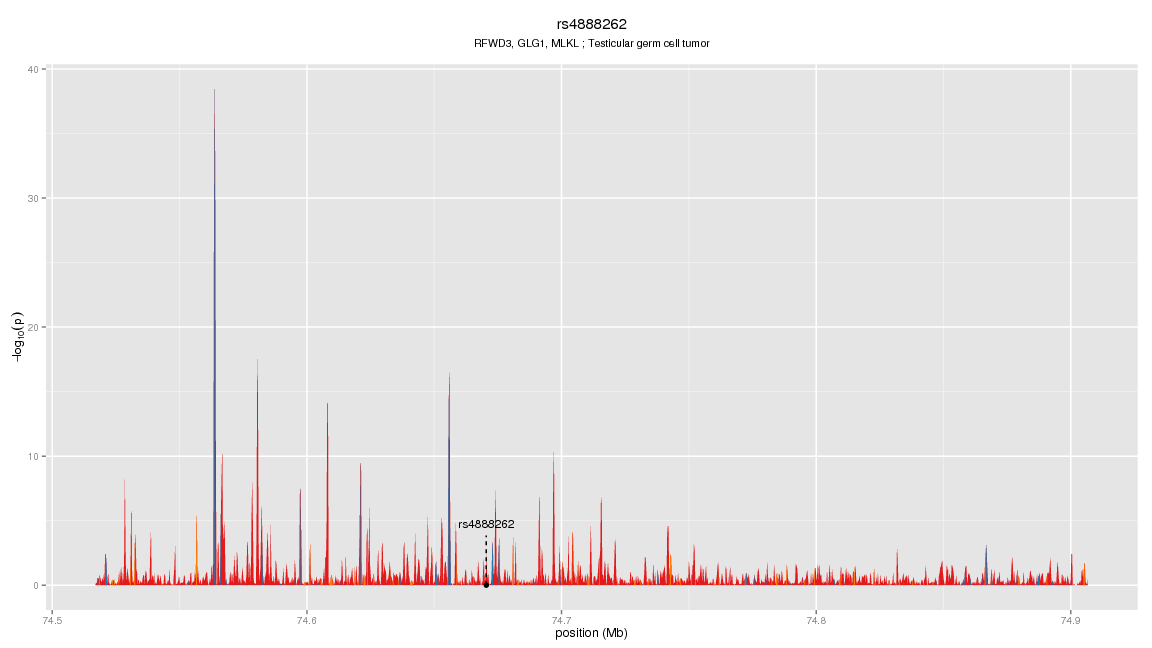 rs4888262
RFWD3, GLG1, MLKL ; Testicular germ cell tumor
40
30
20
10
0
−log10(p)
rs4888262
74.5 74.6 74.7 74.8 74.9
position (Mb)